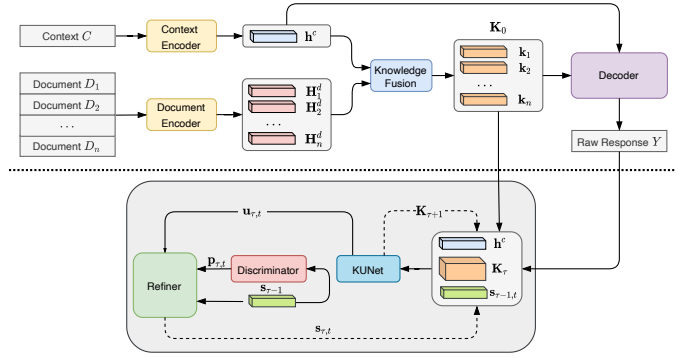 Context C
Context
Encoder
h^c
K_0
k_1
k_2
...
k_n
Knowledge
Fusion
Decoder
Document D_1
Document D_2
...
Document D_n
Document
Encoder
H_1^d
H_2^d
...
H_n^d
Raw Response Y
u_{τ,t}
K_{τ+1}
h^c
K_τ
s_{τ−1,t}
KUNet
Discriminator
p_{τ,t}
s_{τ−1}
Refiner
s_{τ,t}